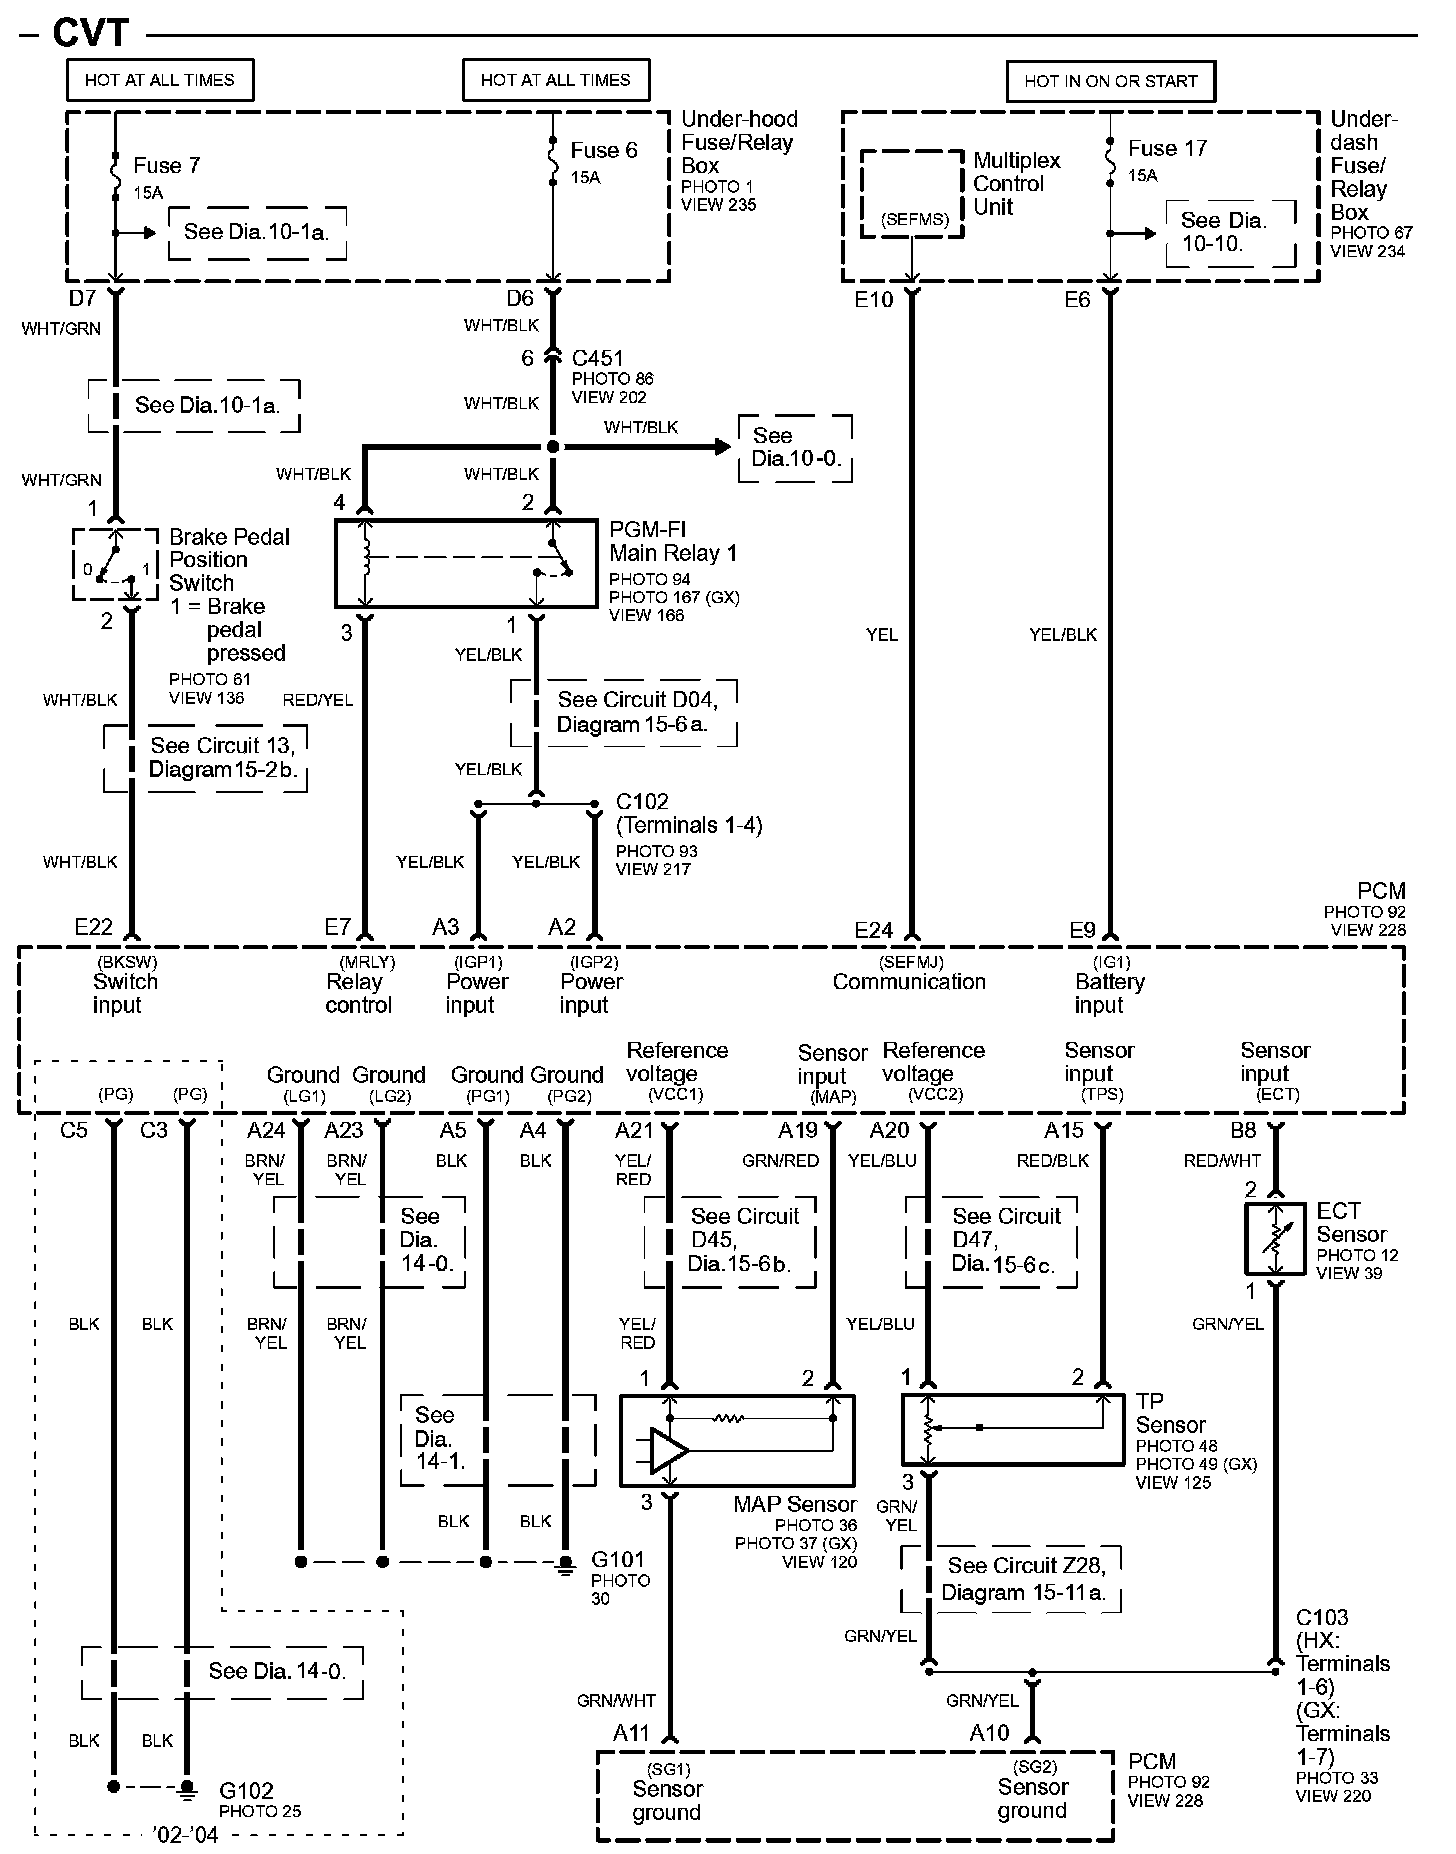 CVT
HOT AT ALL TIMES
HOT AT ALL TIMES
HOT IN ON OR START
Fuse 7
15A
See Dia.10-1a.
Fuse 6
15A
Under-hood
Fuse/Relay
Box
PHOTO 1
VIEW 235
(SEFMS)
Multiplex
Control
Unit
Fuse 17
15A
See Dia.
10-10.
Under-
dash
Fuse/
Relay
Box
PHOTO 67
VIEW 234
D7
D6
E10
E6
WHT/GRN
WHT/BLK
6
C451
PHOTO 86
VIEW 202
See Dia.10-1a.
WHT/BLK
WHT/BLK
See
Dia.10-0.
WHT/GRN
WHT/BLK
WHT/BLK
1
4
2
0
1
Brake Pedal
Position
Switch
1 = Brake
pedal
pressed
PHOTO 61
VIEW 136
PGM-FI
Main Relay 1
PHOTO 94
PHOTO 167 (GX)
VIEW 166
2
3
1
YEL/BLK
YEL
YEL/BLK
WHT/BLK
RED/YEL
See Circuit D04,
Diagram 15-6a.
See Circuit 13,
Diagram15-2b.
YEL/BLK
C102
(Terminals 1-4)
PHOTO 93
VIEW 217
WHT/BLK
YEL/BLK
YEL/BLK
PCM
PHOTO 92
VIEW 228
E22
E7
A3
A2
E24
E9
(BKSW)
Switch
input
(MRLY)
Relay
control
(IGP1)
Power
input
(IGP2)
Power
input
(SEFMJ)
Communication
(IG1)
Battery
input
(PG)
(PG)
Ground
(LG1)
Ground
(LG2)
Ground
(PG1)
Ground
(PG2)
Reference
voltage
(VCC1)
Sensor
input
(MAP)
Reference
voltage
(VCC2)
Sensor
input
(TPS)
Sensor
input
(ECT)
C5
C3
A24
A23
A5
A4
A21
A19
A20
A15
B8
BRN/
YEL
BRN/
YEL
BLK
BLK
YEL/
RED
GRN/RED
YEL/BLU
RED/BLK
RED/WHT
See
Dia.
14-0.
See Circuit
D45,
Dia.15-6b.
See Circuit
D47,
Dia.15-6c.
2
ECT
Sensor
PHOTO 12
VIEW 39
1
BLK
BLK
BRN/
YEL
BRN/
YEL
YEL/
RED
YEL/BLU
GRN/YEL
1
2
1
2
See
Dia.
14-1.
TP
Sensor
PHOTO 48
PHOTO 49 (GX)
VIEW 125
3
MAP Sensor
PHOTO 36
PHOTO 37 (GX)
VIEW 120
3
GRN/
YEL
BLK
BLK
G101
PHOTO
30
See Circuit Z28,
Diagram 15-11a.
GRN/YEL
C103
(HX:
Terminals
1-6)
(GX:
Terminals
1-7)
PHOTO 33
VIEW 220
See Dia. 14-0.
GRN/WHT
GRN/YEL
BLK
BLK
A11
A10
(SG1)
Sensor
ground
(SG2)
Sensor
ground
PCM
PHOTO 92
VIEW 228
G102
PHOTO 25
'02-'04